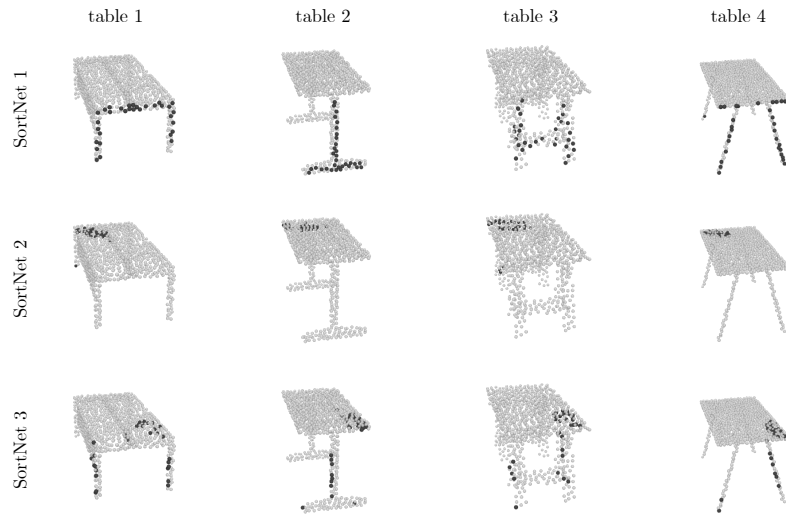 table 1
table 2
table 3
table 4
SortNet 1
SortNet 2
SortNet 3